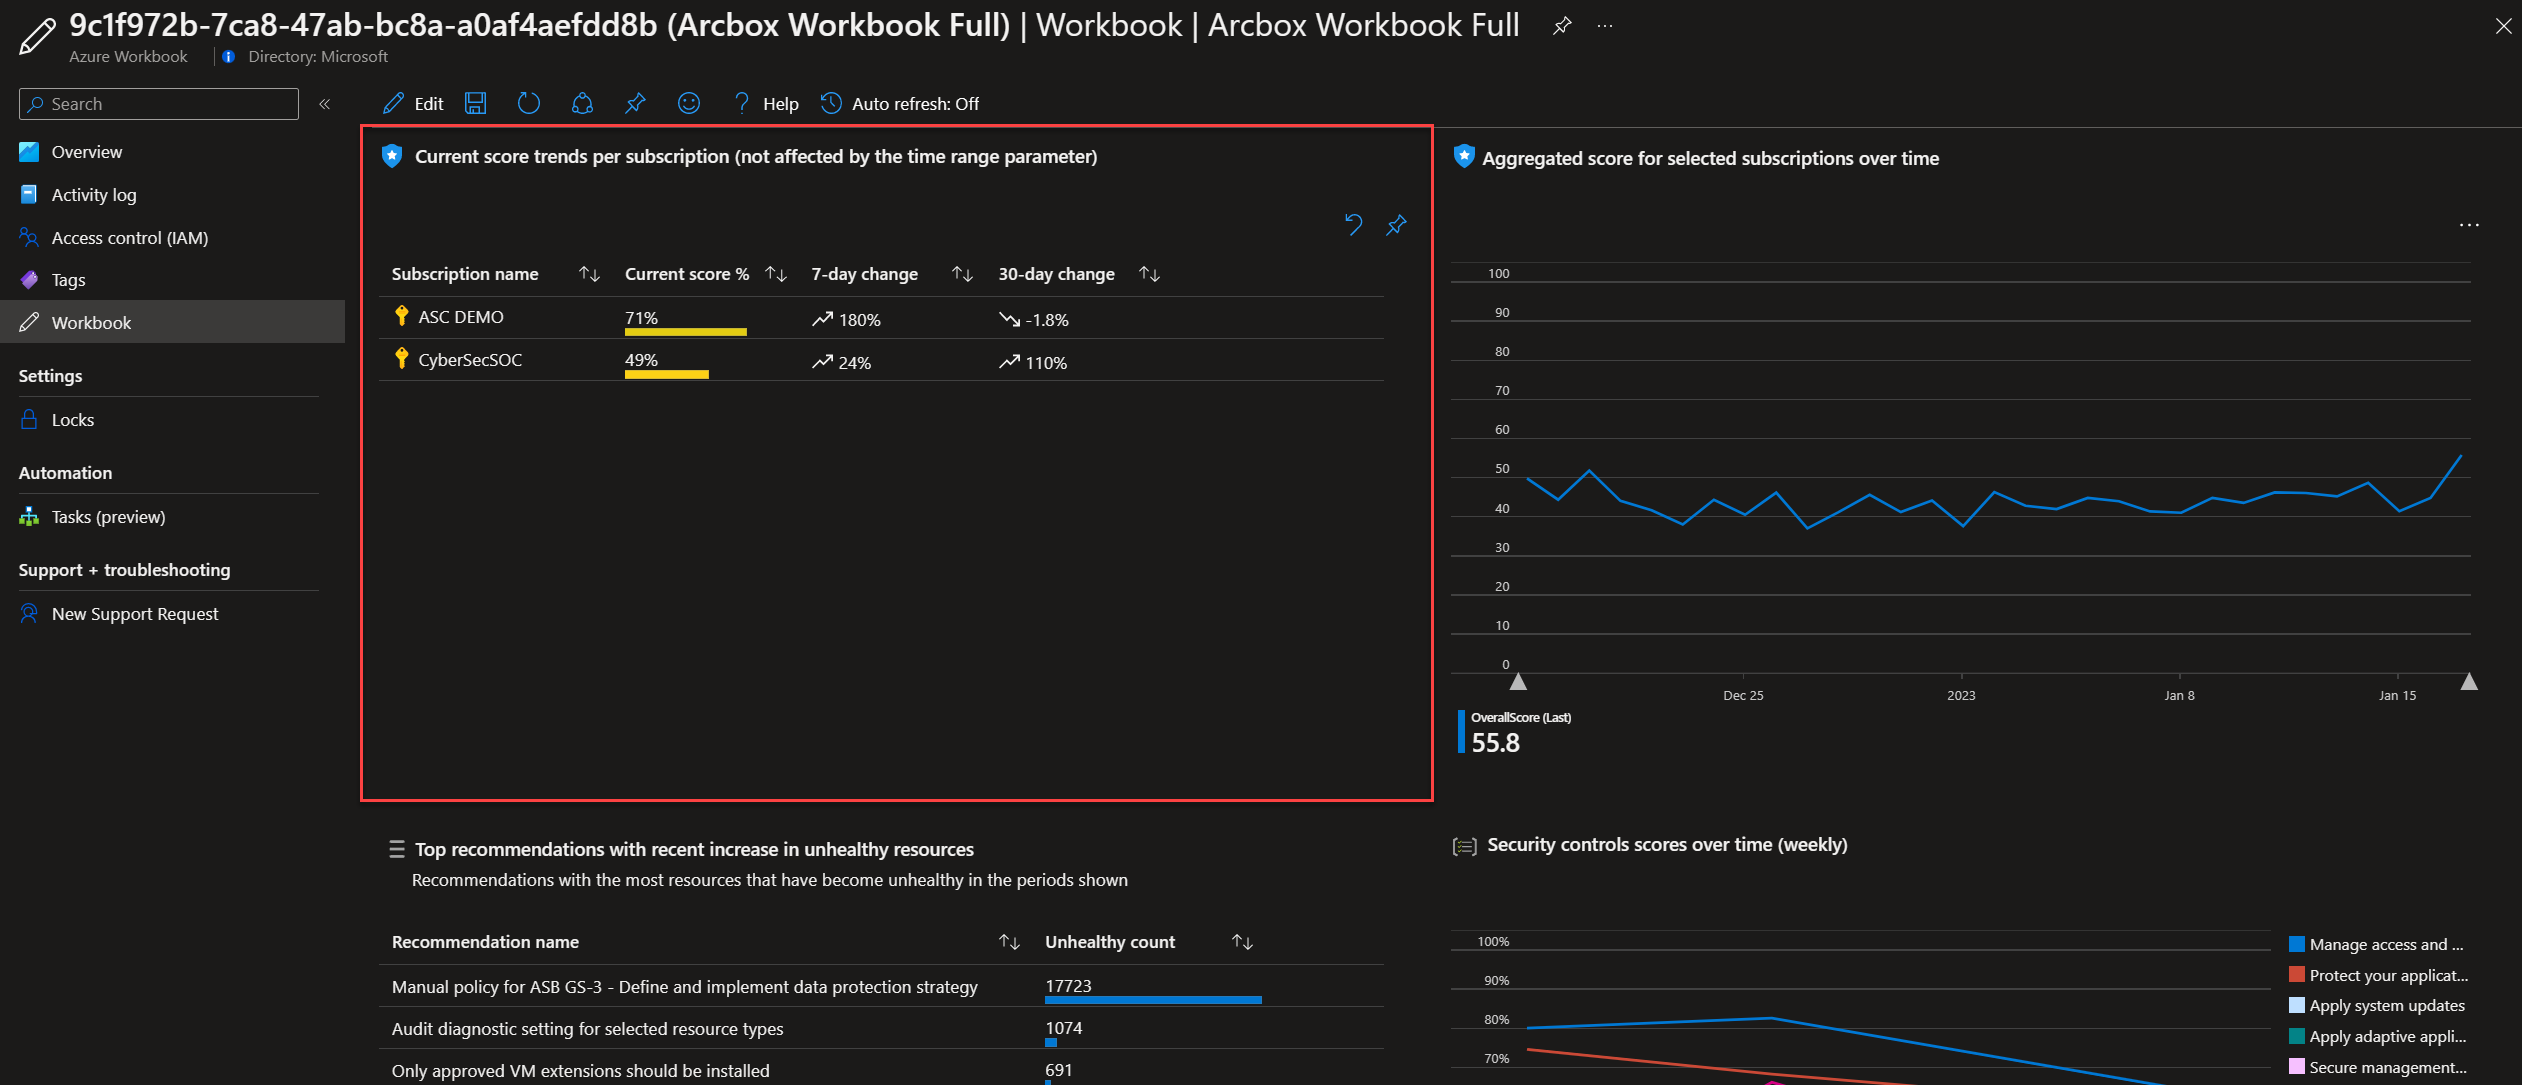 9c1f972b-7ca8-47ab-bc8a-a0af4aefdd8b (Arcbox Workbook Full) | Workbook | Arcbox Workbook Full
Azure Workbook
Directory: Microsoft
Search
Overview
Activity log
Access control (IAM)
Tags
Workbook
Settings
Locks
Automation
Tasks (preview)
Support + troubleshooting
New Support Request
Edit
Help
Auto refresh: Off
Current score trends per subscription (not affected by the time range parameter)
Subscription name Current score % 7-day change 30-day change
ASC DEMO 71% 180% -1.8%
CyberSecSOC 49% 24% 110%
Aggregated score for selected subscriptions over time
100
90
80
70
60
50
40
30
20
10
0
Dec 25 2023 Jan 8 Jan 15
OverallScore (Last)
55.8
Top recommendations with recent increase in unhealthy resources
Recommendations with the most resources that have become unhealthy in the periods shown
Recommendation name Unhealthy count
Manual policy for ASB GS-3 - Define and implement data protection strategy 17723
Audit diagnostic setting for selected resource types 1074
Only approved VM extensions should be installed 691
Security controls scores over time (weekly)
100%
90%
80%
70%
Manage access and ...
Protect your applicat...
Apply system updates
Apply adaptive appli...
Secure management...